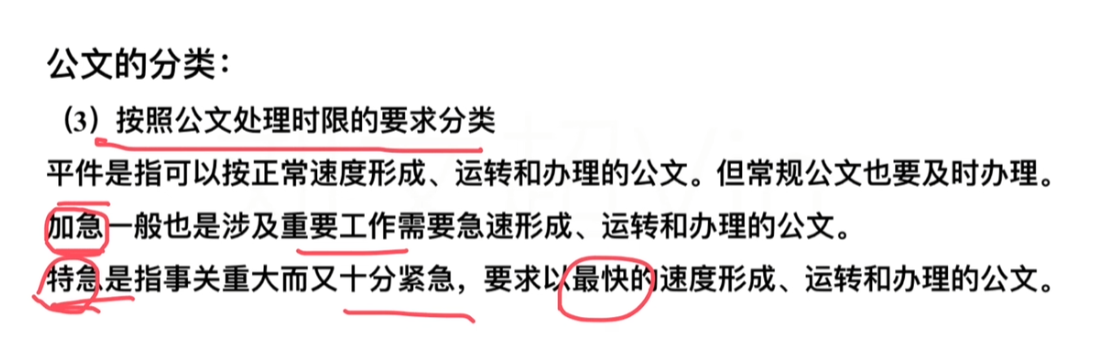 公文的分类：
（3）按照公文处理时限的要求分类
平件是指可以按正常速度形成、运转和办理的公文。但常规公文也要及时办理。
加急一般也是涉及重要工作需要急速形成、运转和办理的公文。
特急是指事关重大而又十分紧急，要求以最快的速度形成、运转和办理的公文。